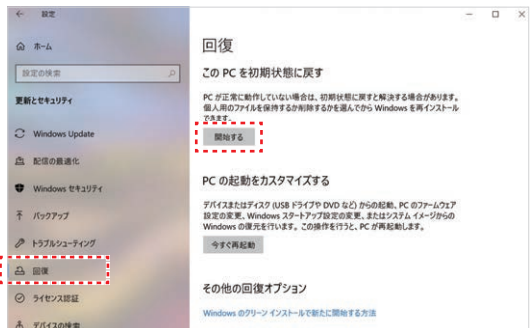 設定
ホーム
設定の検索
更新とセキュリティ
Windows Update
配信の最適化
Windows セキュリティ
バックアップ
トラブルシューティング
回復
ライセンス認証
デバイスの検索
回復
この PC を初期状態に戻す
PC が正常に動作していない場合は、初期状態に戻すと解決する場合があります。
個人用のファイルを保持するか削除するかを選んでから Windows を再インストール
できます。
開始する
PC の起動をカスタマイズする
デバイスまたはディスク (USB ドライブや DVD など) からの起動、PC のファームウェア
設定の変更、Windows スタートアップ設定の変更、またはシステム イメージからの
Windows の復元を行います。この操作を行うと、PC が再起動します。
今すぐ再起動
その他の回復オプション
Windows のクリーン インストールで新たに開始する方法